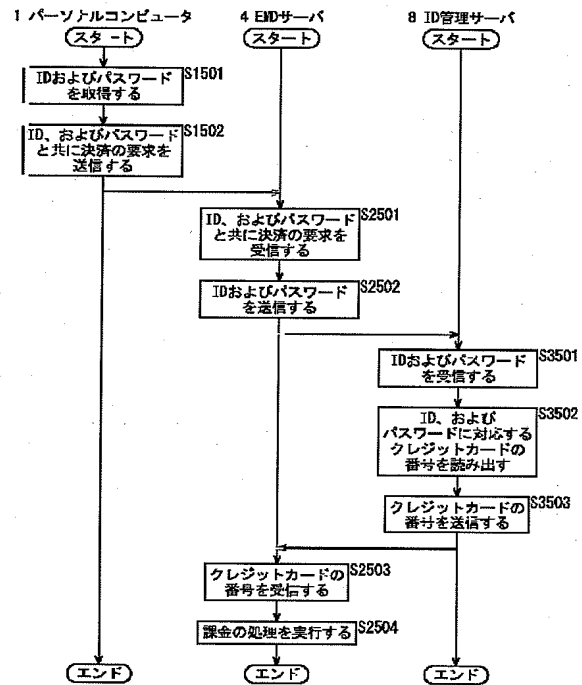 1 パーソナルコンピュータ
4 EMDサーバ
8 ID管理サーバ
スタート
スタート
スタート
IDおよびパスワード
を取得する
S1501
ID、およびパスワード
と共に決済の要求を
送信する
S1502
ID、およびパスワード
と共に決済の要求を
受信する
S2501
IDおよびパスワード
を送信する
S2502
IDおよびパスワード
を受信する
S3501
ID、および
パスワードに対応する
クレジットカードの
番号を読み出す
S3502
クレジットカードの
番号を送信する
S3503
クレジットカードの
番号を受信する
S2503
課金の処理を実行する
S2504
エンド
エンド
エンド